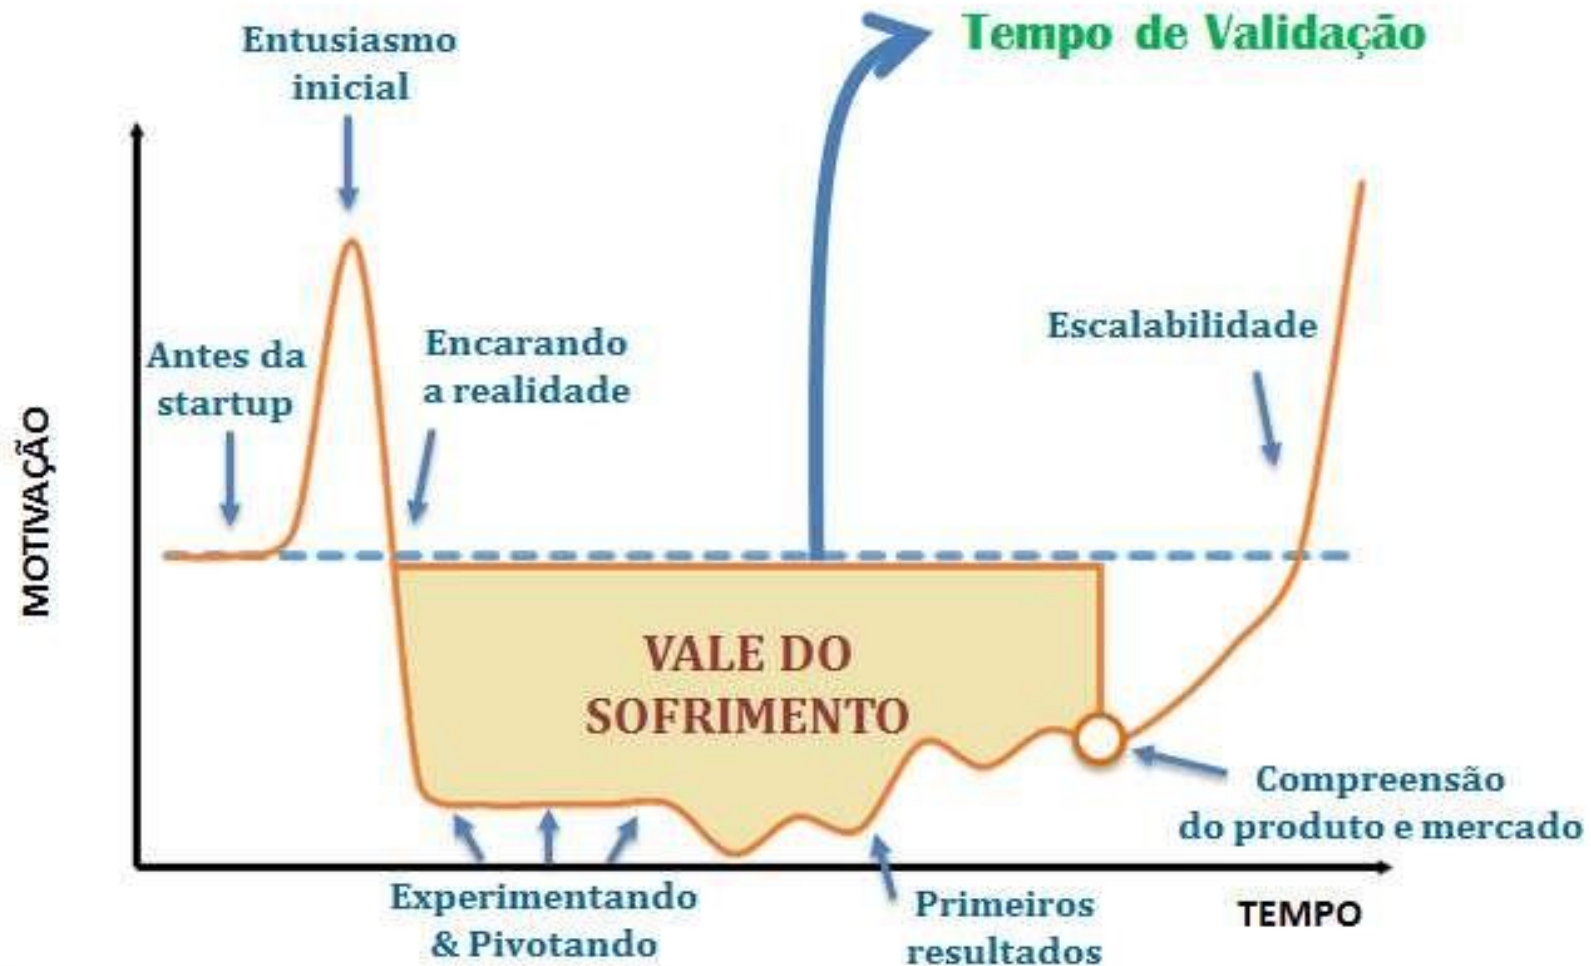 Entusiasmo
inicial
Tempo de Validação
Antes da
startup
Encarando
a realidade
Escalabilidade
MOTIVAÇÃO
VALE DO
SOFRIMENTO
Compreensão
do produto e mercado
Experimentando
& Pivotando
Primeiros
resultados
TEMPO